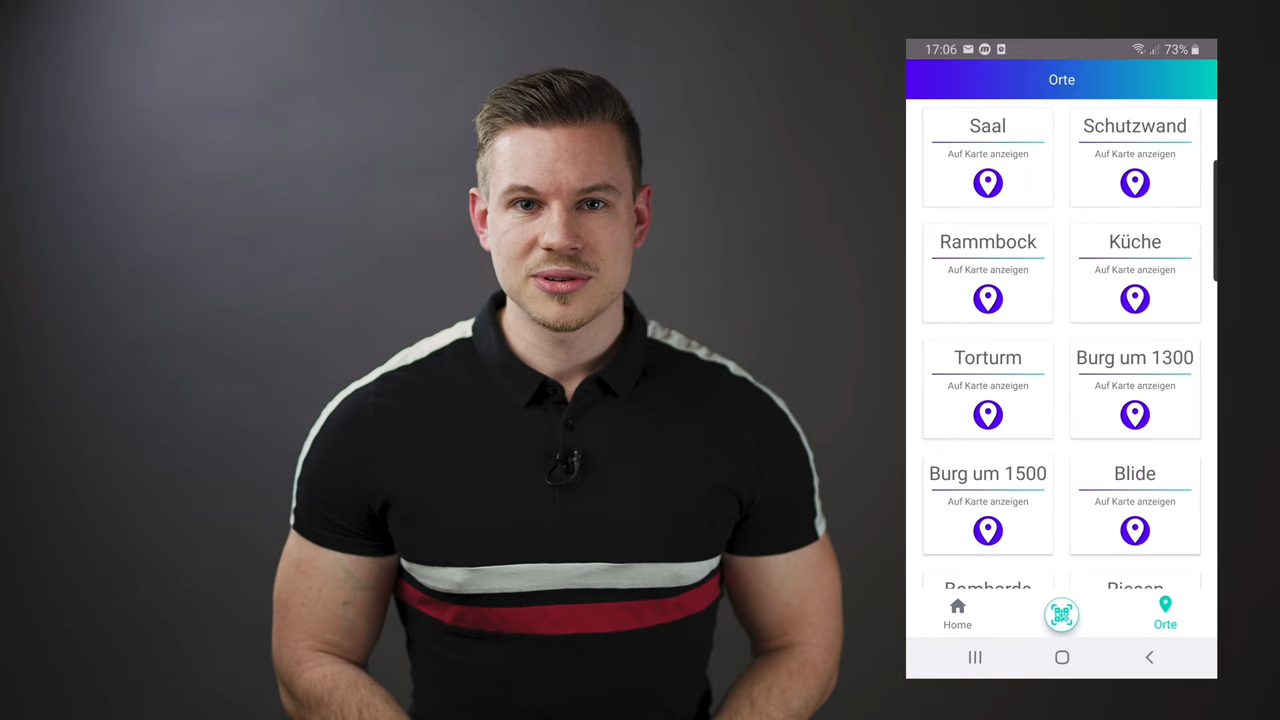 17:06 73%
Orte
Saal
Auf Karte anzeigen
Schutzwand
Auf Karte anzeigen
Rammbock
Auf Karte anzeigen
Küche
Auf Karte anzeigen
Torturm
Auf Karte anzeigen
Burg um 1300
Auf Karte anzeigen
Burg um 1500
Auf Karte anzeigen
Blide
Auf Karte anzeigen
Bombarde
Riesen
Home
Orte